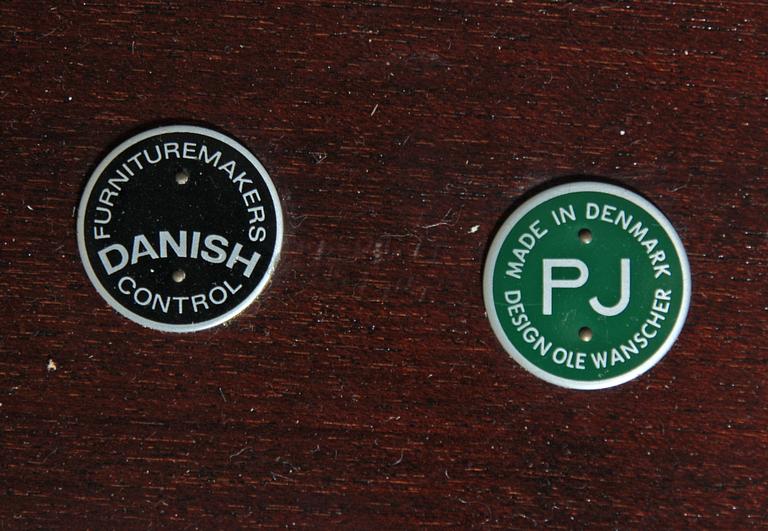 FURNITUREMAKERS
DANISH
CONTROL
MADE IN DENMARK
PJ
DESIGN OLE WANSCHER